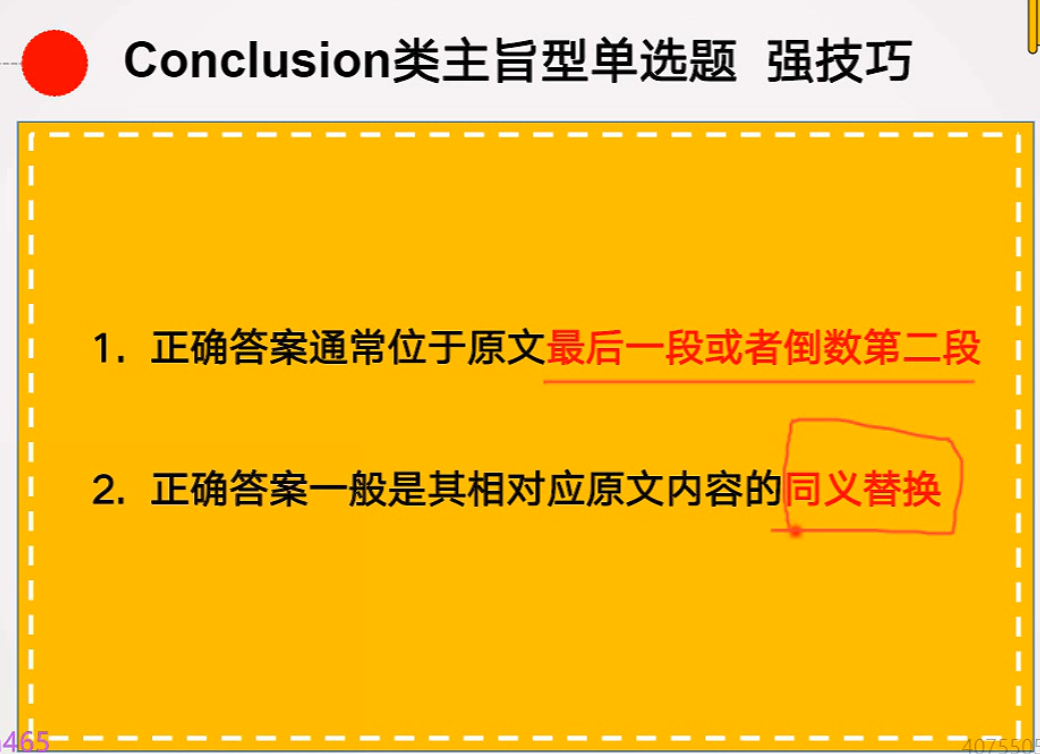 Conclusion类主旨型单选题 强技巧
1. 正确答案通常位于原文最后一段或者倒数第二段
2. 正确答案一般是其相对应原文内容的同义替换
465
407550